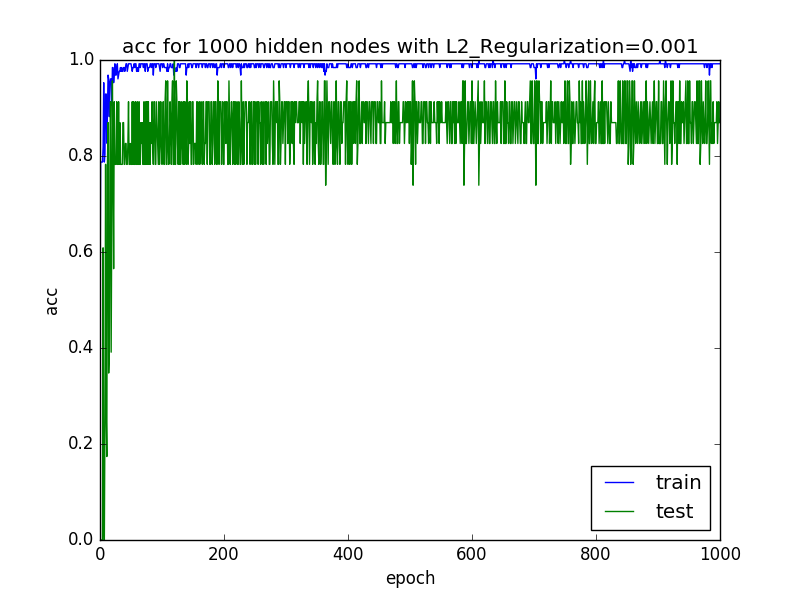 acc for 1000 hidden nodes with L2_Regularization=0.001
1.0
0.8
0.6
0.4
0.2
0.0
acc
0 200 400 600 800 1000
epoch
train
test